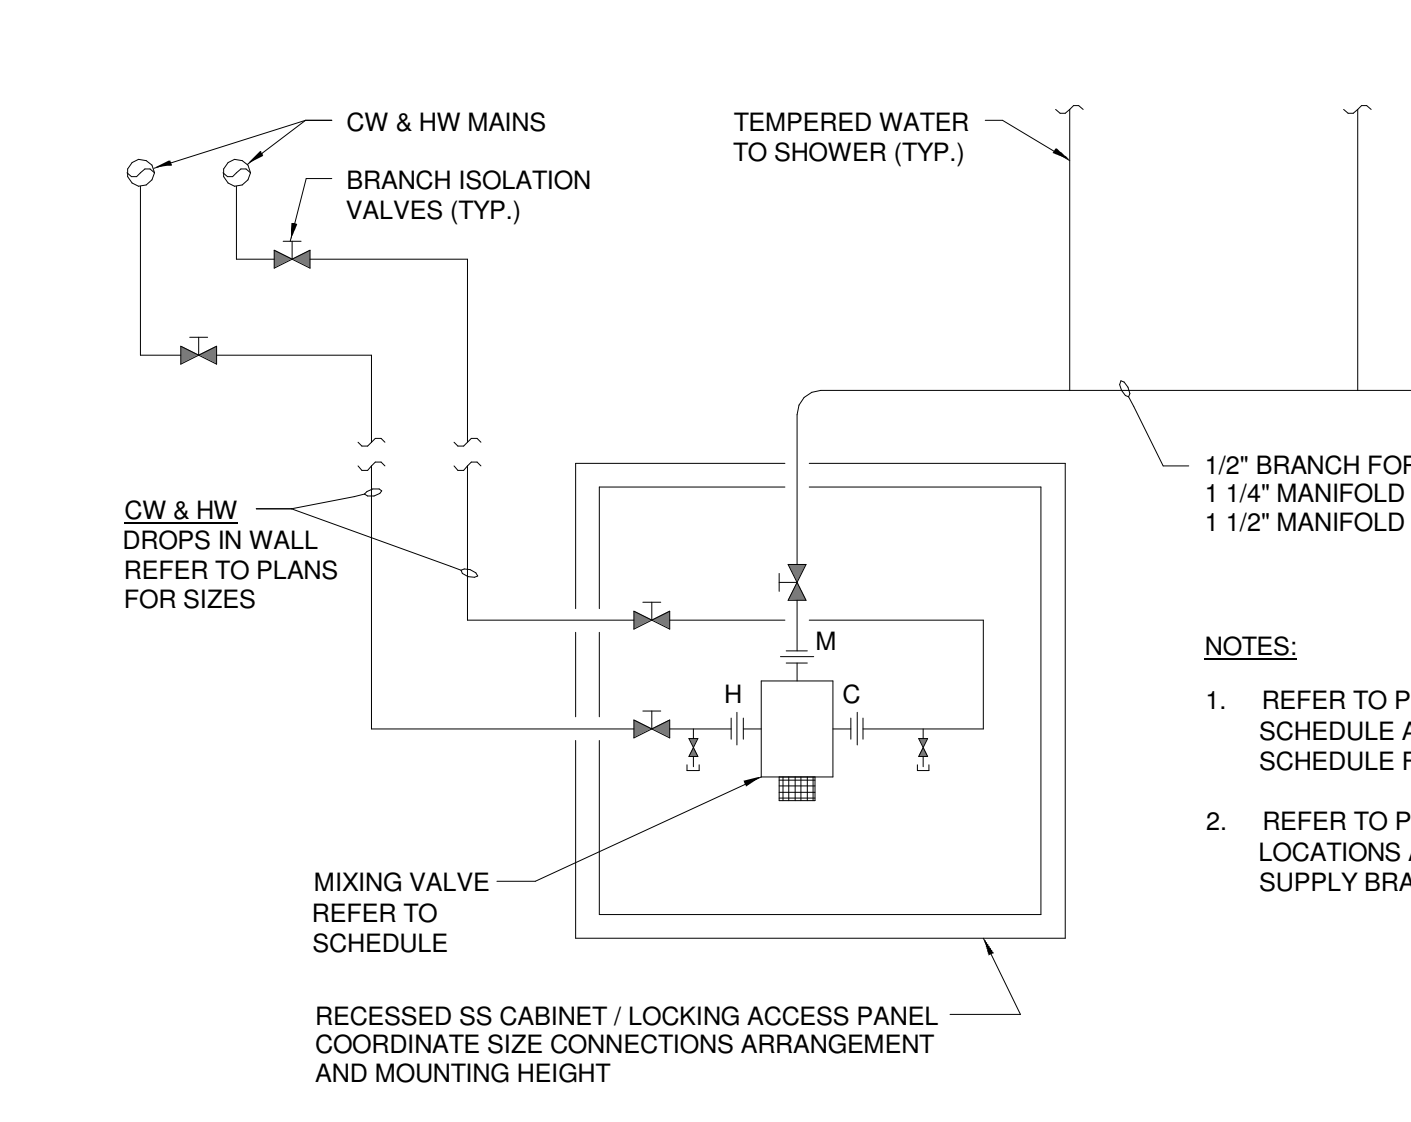 CW & HW MAINS
BRANCH ISOLATION
VALVES (TYP.)
TEMPERED WATER
TO SHOWER (TYP.)
CW & HW
DROPS IN WALL
REFER TO PLANS
FOR SIZES
1/2" BRANCH FOR
1 1/4" MANIFOLD
1 1/2" MANIFOLD
M
H
C
NOTES:
1. REFER TO P
SCHEDULE A
SCHEDULE F
2. REFER TO P
LOCATIONS A
SUPPLY BRA
MIXING VALVE
REFER TO
SCHEDULE
RECESSED SS CABINET / LOCKING ACCESS PANEL
COORDINATE SIZE CONNECTIONS ARRANGEMENT
AND MOUNTING HEIGHT